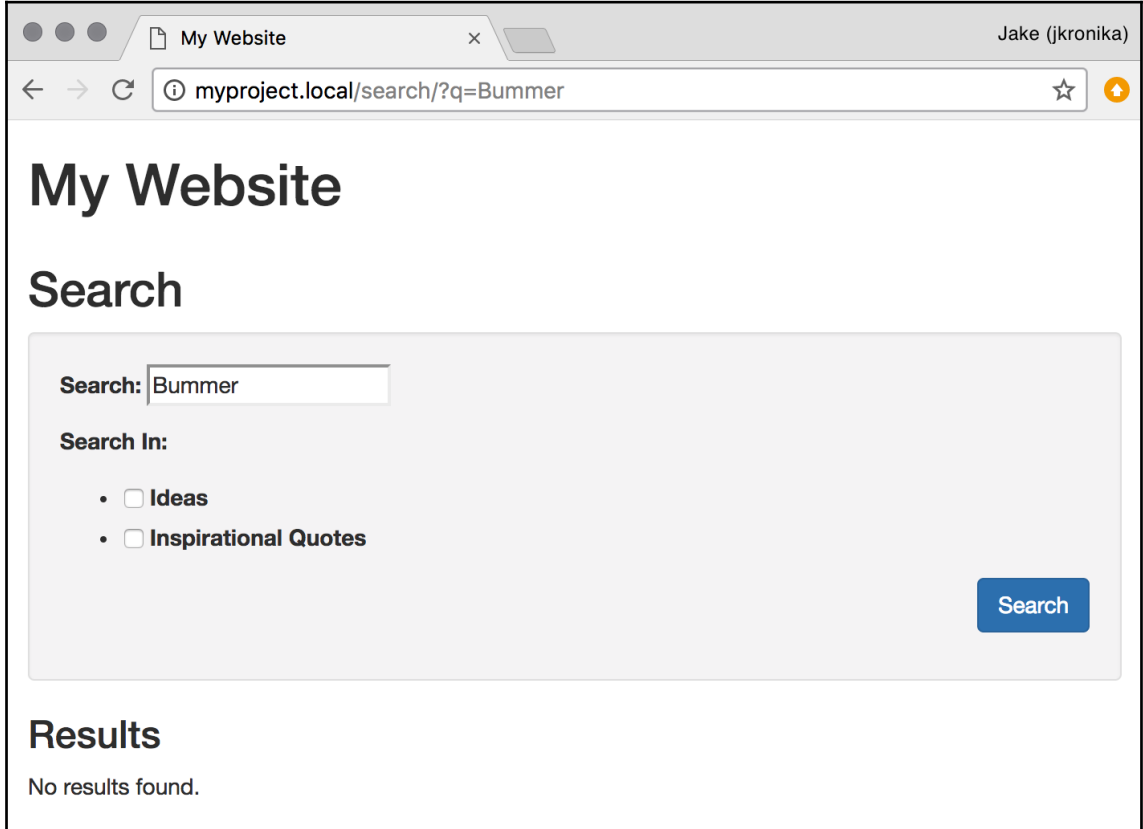 My Website
Jake (jkronika)
myproject.local/search/?q=Bummer
My Website
Search
Search: Bummer
Search In:
Ideas
Inspirational Quotes
Search
Results
No results found.